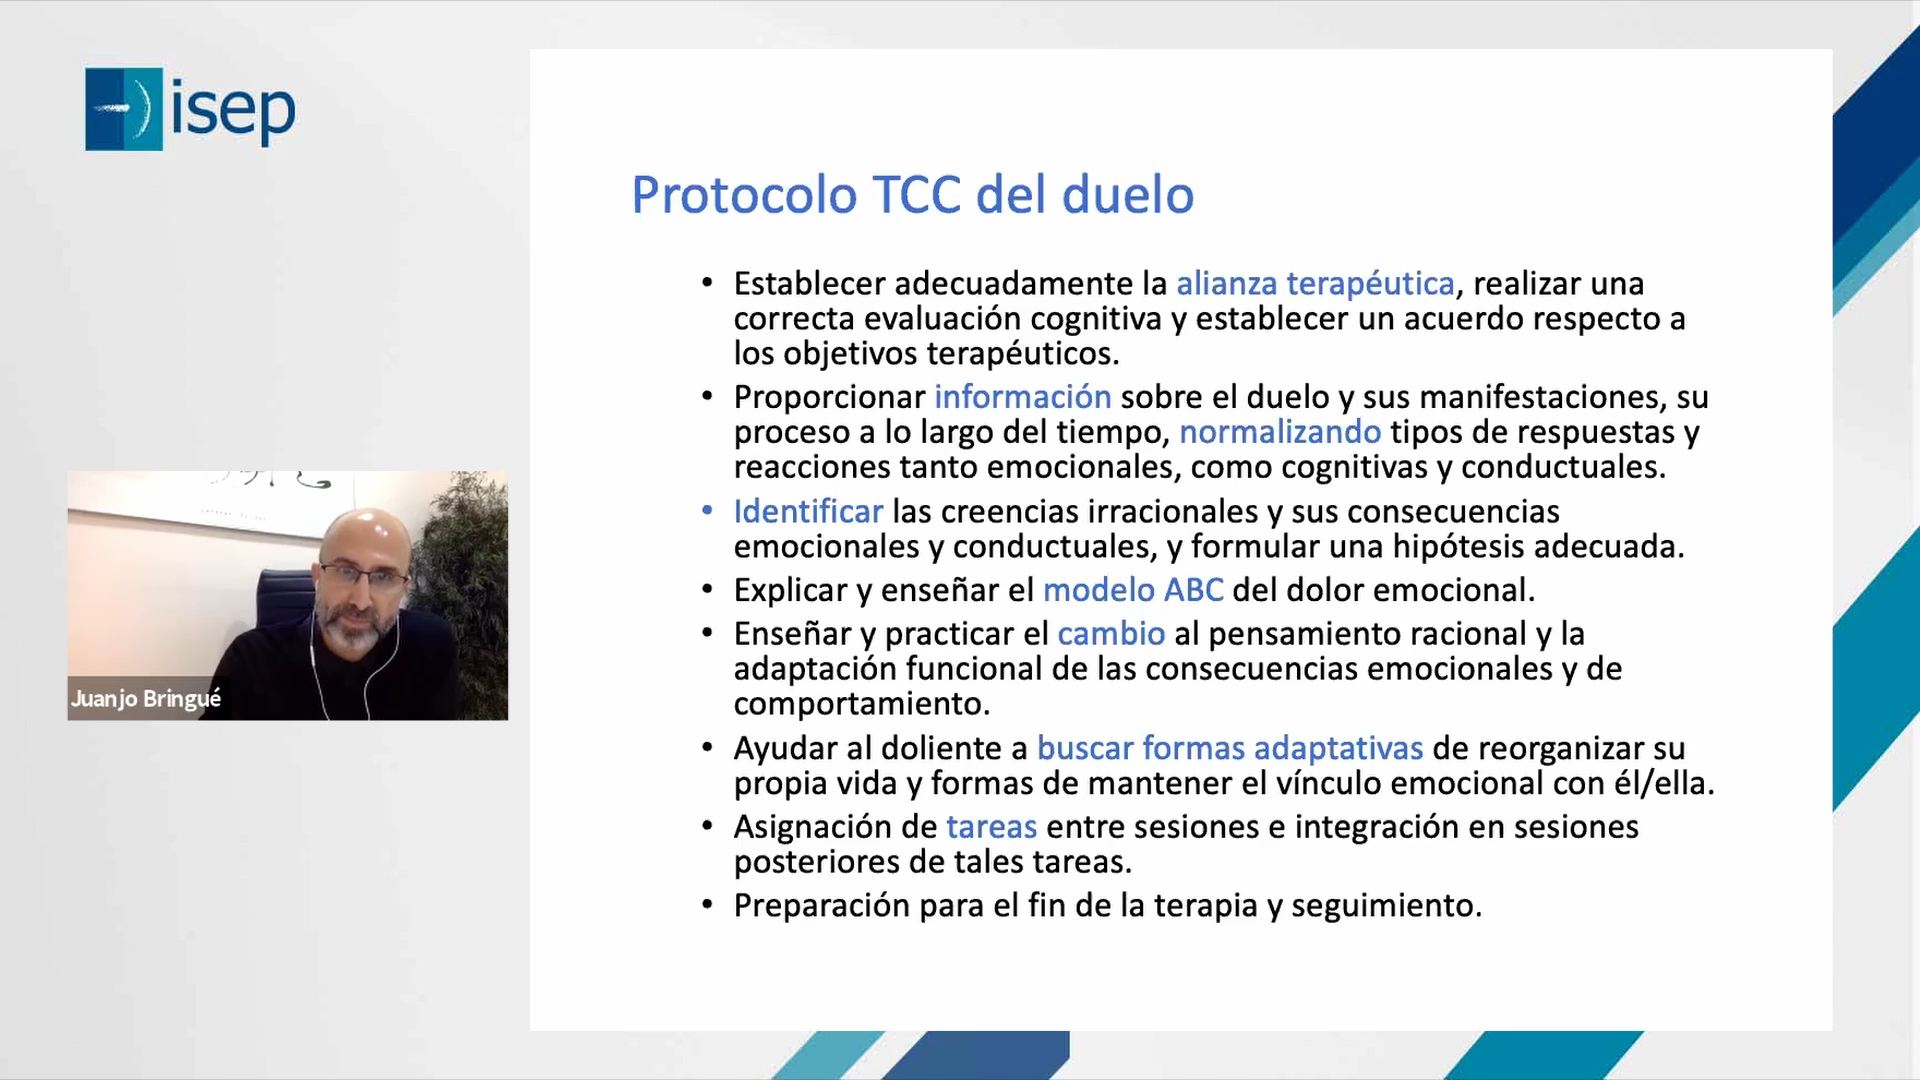 isep
Protocolo TCC del duelo
• Establecer adecuadamente la alianza terapéutica, realizar una
correcta evaluación cognitiva y establecer un acuerdo respecto a
los objetivos terapéuticos.
• Proporcionar información sobre el duelo y sus manifestaciones, su
proceso a lo largo del tiempo, normalizando tipos de respuestas y
reacciones tanto emocionales, como cognitivas y conductuales.
• Identificar las creencias irracionales y sus consecuencias
emocionales y conductuales, y formular una hipótesis adecuada.
• Explicar y enseñar el modelo ABC del dolor emocional.
• Enseñar y practicar el cambio al pensamiento racional y la
adaptación funcional de las consecuencias emocionales y de
comportamiento.
• Ayudar al doliente a buscar formas adaptativas de reorganizar su
propia vida y formas de mantener el vínculo emocional con él/ella.
• Asignación de tareas entre sesiones e integración en sesiones
posteriores de tales tareas.
• Preparación para el fin de la terapia y seguimiento.
Juanjo Bringué